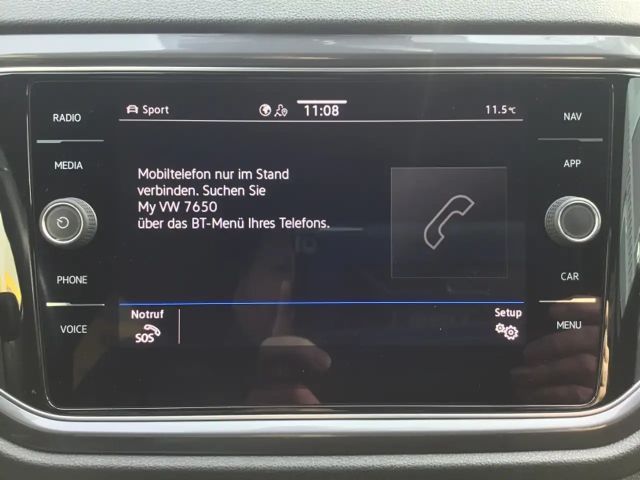 RADIO
MEDIA
PHONE
VOICE
Sport
11:08
11.5°C
Mobiltelefon nur im Stand
verbinden. Suchen Sie
My VW 7650
über das BT-Menü Ihres Telefons.
Notruf
SOS
Setup
NAV
APP
CAR
MENU